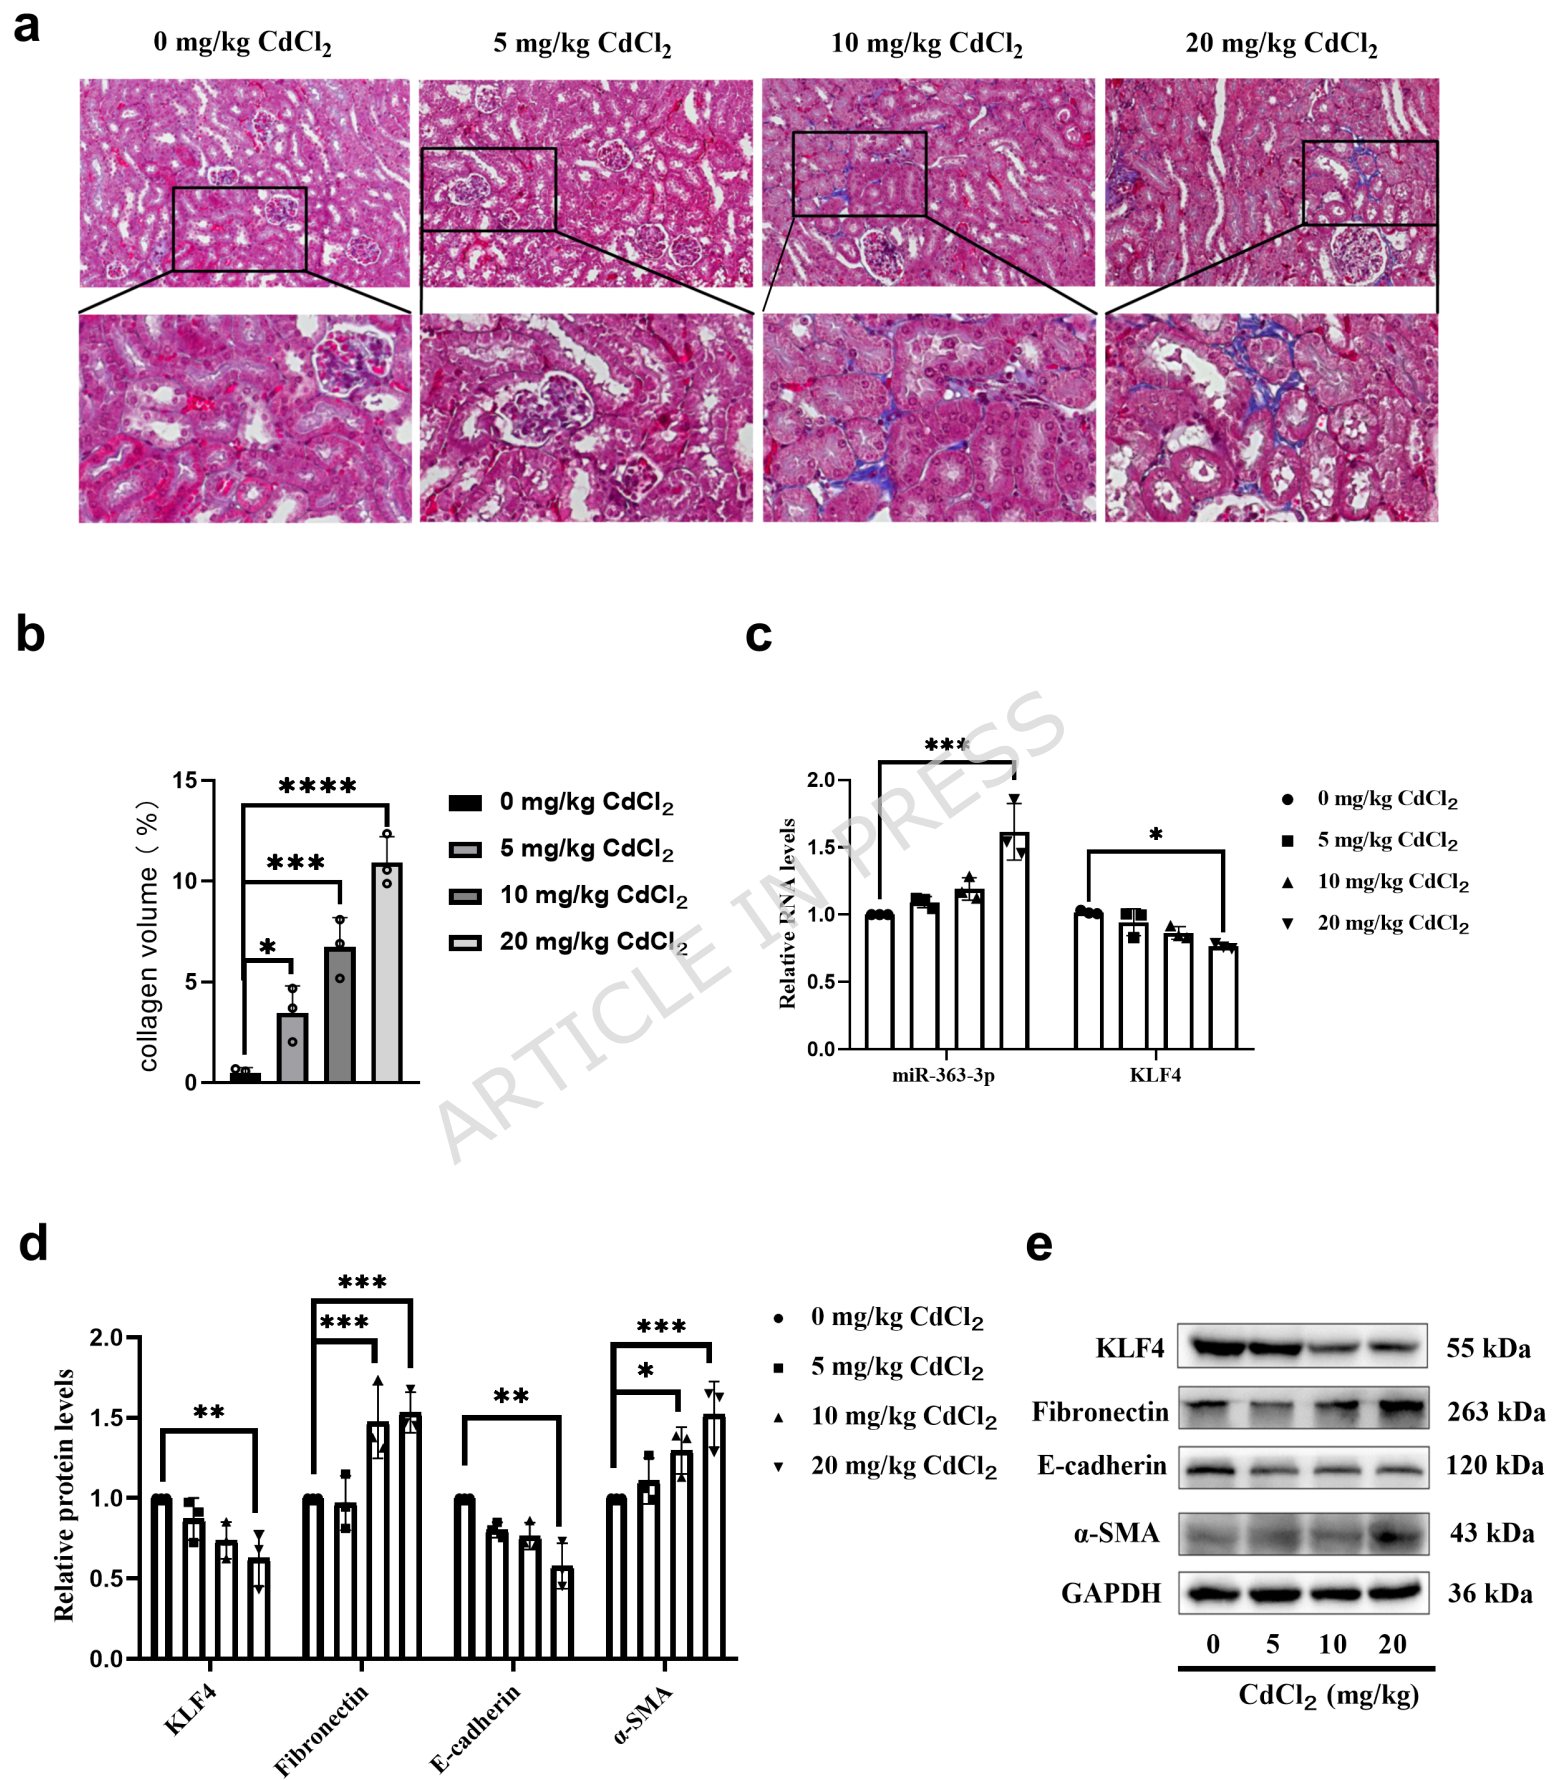 a
0 mg/kg CdCl₂
5 mg/kg CdCl₂
10 mg/kg CdCl₂
20 mg/kg CdCl₂
b
collagen volume ( %)
15
10
5
0
****
***
*
0 mg/kg CdCl₂
5 mg/kg CdCl₂
10 mg/kg CdCl₂
20 mg/kg CdCl₂
c
Relative RNA levels
2.0
1.5
1.0
0.5
0.0
***
*
miR-363-3p
KLF4
0 mg/kg CdCl₂
5 mg/kg CdCl₂
10 mg/kg CdCl₂
20 mg/kg CdCl₂
ARTICLE IN PRESS
d
Relative protein levels
2.0
1.5
1.0
0.5
0.0
**
***
***
**
***
*
KLF4
Fibronectin
E-cadherin
α-SMA
0 mg/kg CdCl₂
5 mg/kg CdCl₂
10 mg/kg CdCl₂
20 mg/kg CdCl₂
e
KLF4 55 kDa
Fibronectin 263 kDa
E-cadherin 120 kDa
α-SMA 43 kDa
GAPDH 36 kDa
0 5 10 20
CdCl₂ (mg/kg)